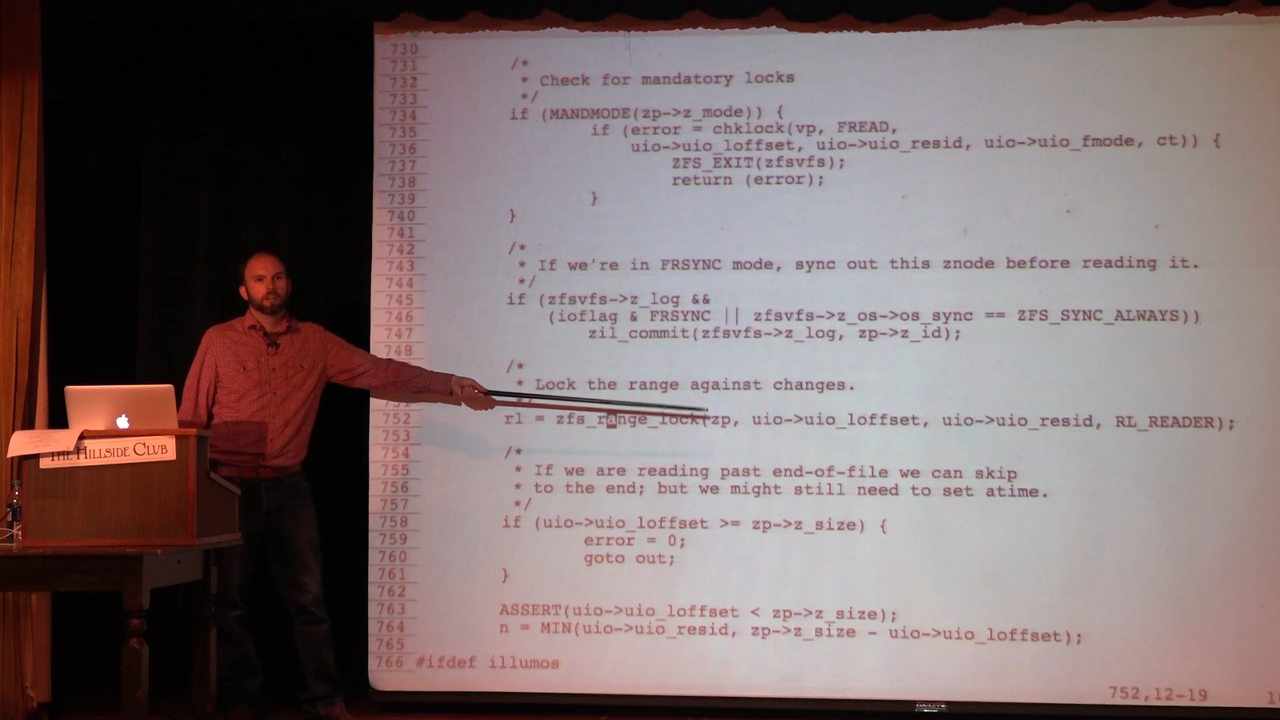 730
731 /*
732 * Check for mandatory locks
733 */
734 if (MANDMODE(zp->z_mode)) {
735 if (error = chklock(vp, FREAD,
736 uio->uio_loffset, uio->uio_resid, uio->uio_fmode, ct)) {
737 ZFS_EXIT(zfsvfs);
738 return (error);
739 }
740 }
741
742 /*
743 * If we're in FRSYNC mode, sync out this znode before reading it.
744 */
745 if (zfsvfs->z_log &&
746 (ioflag & FRSYNC || zfsvfs->z_os->os_sync == ZFS_SYNC_ALWAYS))
747 zil_commit(zfsvfs->z_log, zp->z_id);
748
/*
* Lock the range against changes.
752 rl = zfs_range_lock(zp, uio->uio_loffset, uio->uio_resid, RL_READER);
753
754 /*
755 * If we are reading past end-of-file we can skip
756 * to the end; but we might still need to set atime.
757 */
758 if (uio->uio_loffset >= zp->z_size) {
759 error = 0;
760 goto out;
761 }
762
763 ASSERT(uio->uio_loffset < zp->z_size);
764 n = MIN(uio->uio_resid, zp->z_size - uio->uio_loffset);
765
766 #ifdef illumos
752,12-19
THE HILLSIDE CLUB